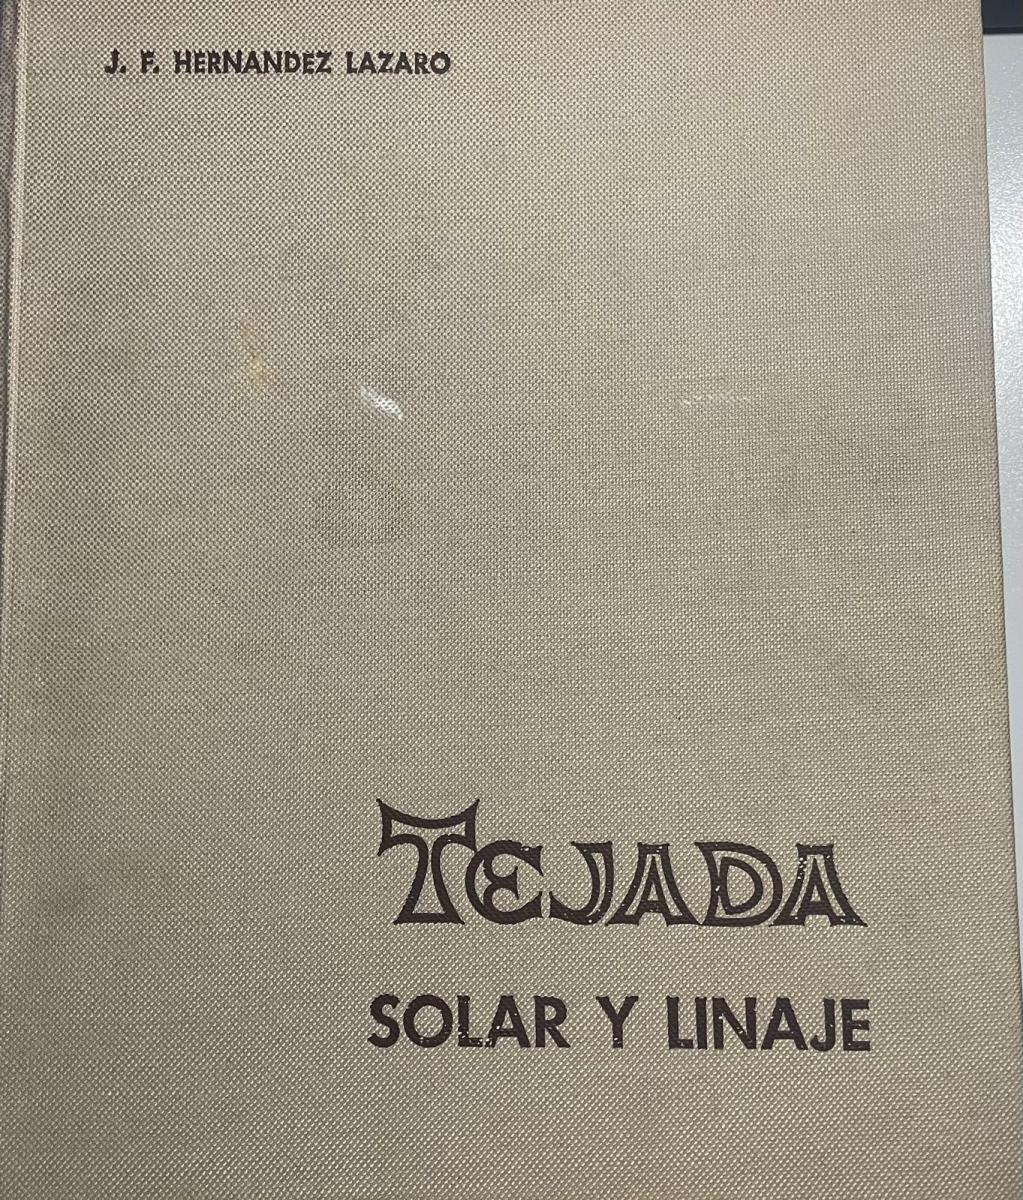 J. F. HERNANDEZ LAZARO
TEJADA
SOLAR Y LINAJE